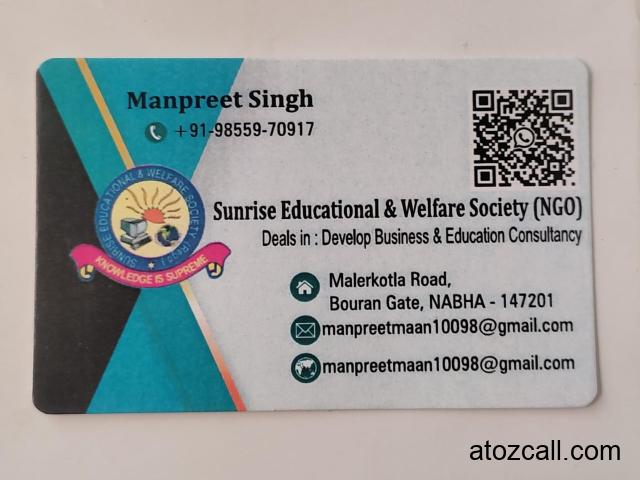 Manpreet Singh
+91-98559-70917
SUNRISE EDUCATIONAL & WELFARE SOCIETY (Regd.)
KNOWLEDGE IS SUPREME
Sunrise Educational & Welfare Society (NGO)
Deals in : Develop Business & Education Consultancy
Malerkotla Road,
Bouran Gate, NABHA - 147201
manpreetmaan10098@gmail.com
manpreetmaan10098@gmail.com
atozcall.com